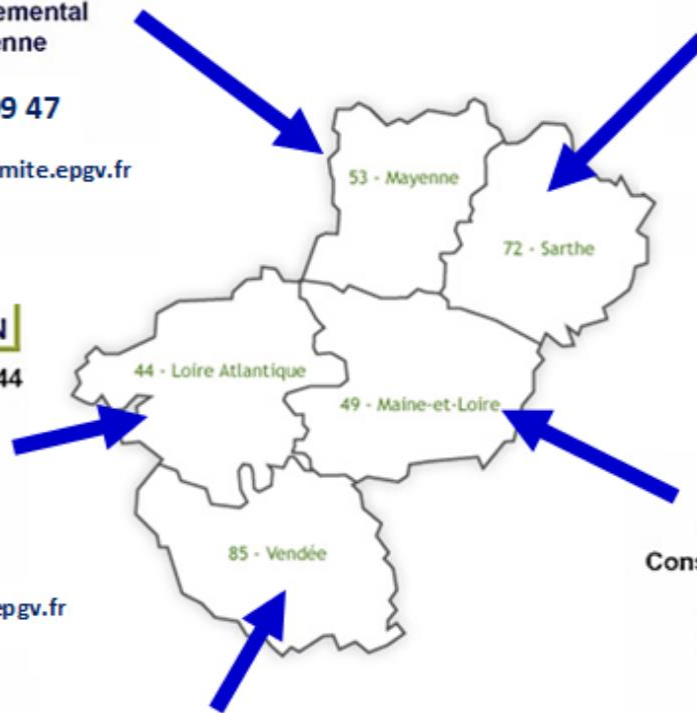 emental
enne
9 47
mite.epgv.fr
53 - Mayenne
72 - Sarthe
N
44 - Loire Atlantique
44
49 - Maine-et-Loire
85 - Vendée
Cons
epgv.fr